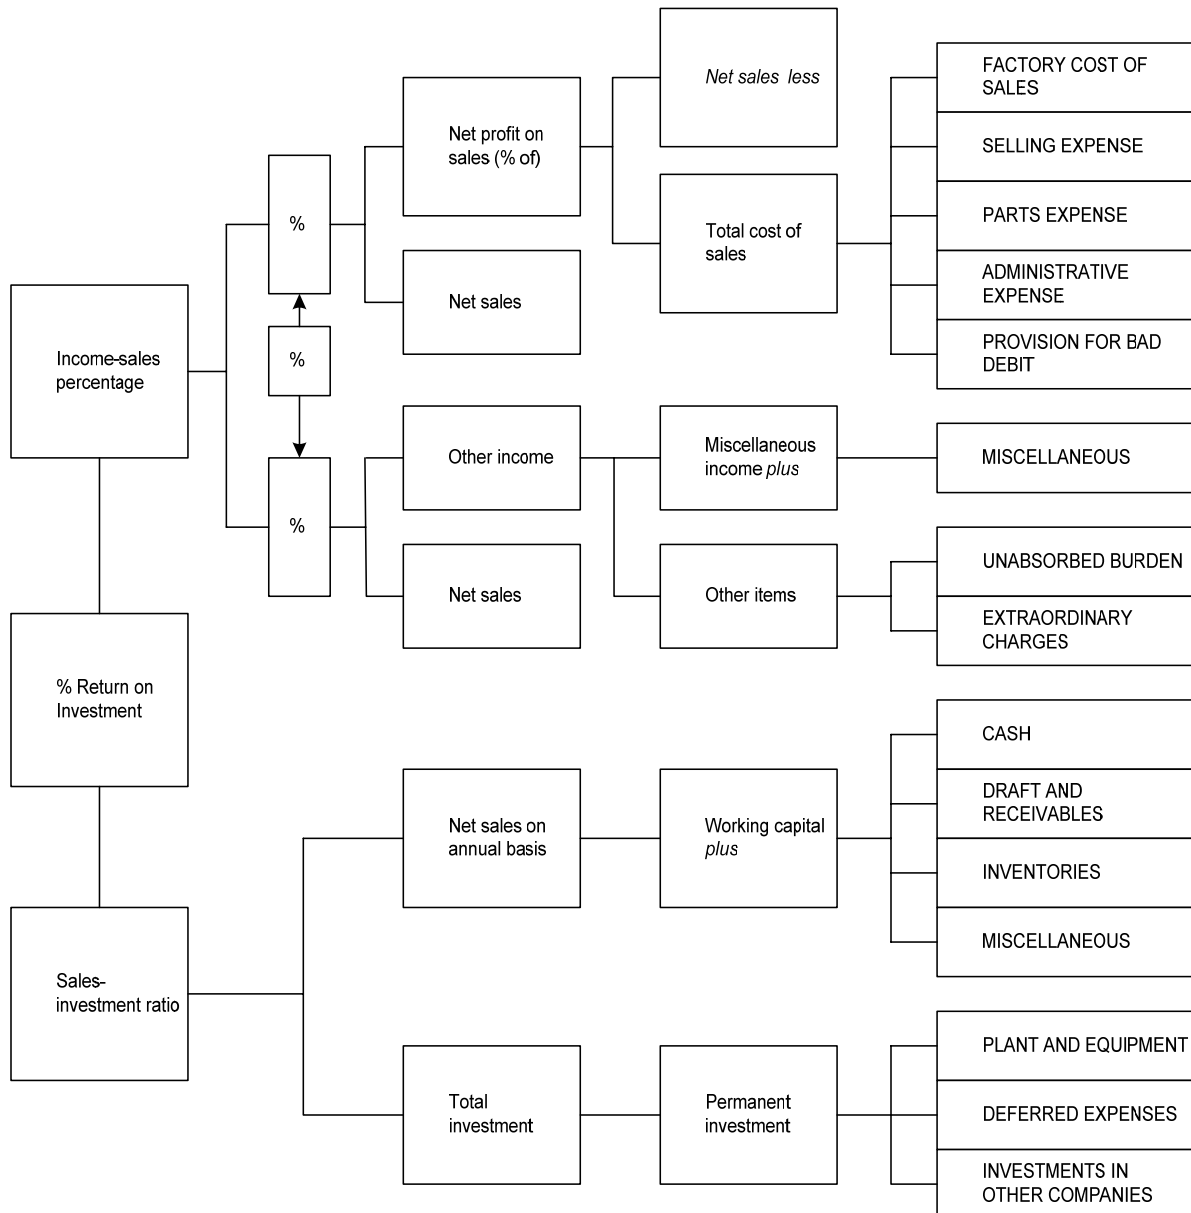 Income-sales
percentage
% Return on
Investment
Sales-
investment ratio
%
%
%
Net profit on
sales (% of)
Net sales
Other income
Net sales
Net sales on
annual basis
Total
investment
Net sales less
Total cost of
sales
Miscellaneous
income plus
Other items
Working capital
plus
Permanent
investment
FACTORY COST OF
SALES
SELLING EXPENSE
PARTS EXPENSE
ADMINISTRATIVE
EXPENSE
PROVISION FOR BAD
DEBIT
MISCELLANEOUS
UNABSORBED BURDEN
EXTRAORDINARY
CHARGES
CASH
DRAFT AND
RECEIVABLES
INVENTORIES
MISCELLANEOUS
PLANT AND EQUIPMENT
DEFERRED EXPENSES
INVESTMENTS IN
OTHER COMPANIES